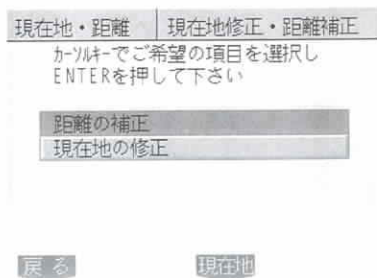 現在地・距離 現在地修正・距離補正
カーソルキーでご希望の項目を選択し
ENTERを押して下さい
距離の補正
現在地の修正
戻る 現在地